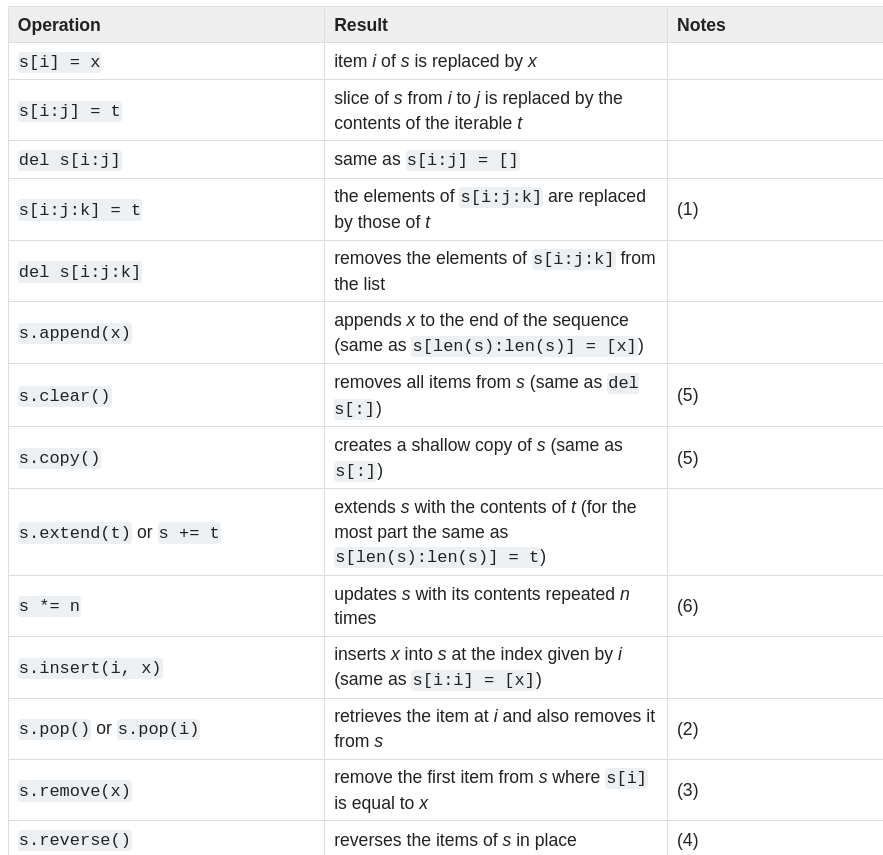 Operation Result Notes
s[i] = x item i of s is replaced by x
s[i:j] = t slice of s from i to j is replaced by the
contents of the iterable t
del s[i:j] same as s[i:j] = []
s[i:j:k] = t the elements of s[i:j:k] are replaced
by those of t (1)
del s[i:j:k] removes the elements of s[i:j:k] from
the list
s.append(x) appends x to the end of the sequence
(same as s[len(s):len(s)] = [x])
s.clear() removes all items from s (same as del
s[:]) (5)
s.copy() creates a shallow copy of s (same as
s[:]) (5)
s.extend(t) or s += t extends s with the contents of t (for the
most part the same as
s[len(s):len(s)] = t)
s *= n updates s with its contents repeated n
times (6)
s.insert(i, x) inserts x into s at the index given by i
(same as s[i:i] = [x])
s.pop() or s.pop(i) retrieves the item at i and also removes it
from s (2)
s.remove(x) remove the first item from s where s[i]
is equal to x (3)
s.reverse() reverses the items of s in place (4)